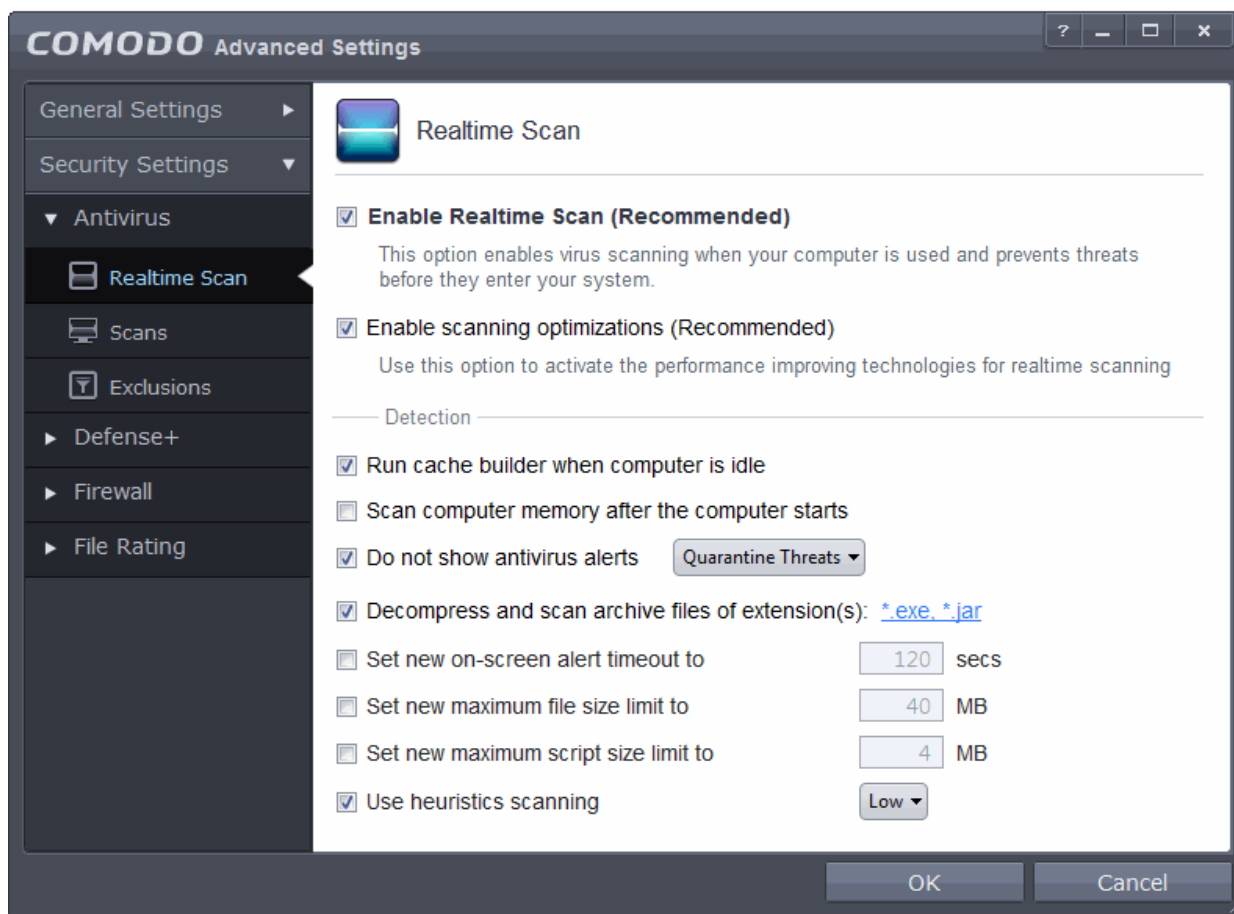 COMODO Advanced Settings
?
General Settings
Security Settings
Antivirus
Realtime Scan
Scans
Exclusions
Defense+
Firewall
File Rating
Realtime Scan
Enable Realtime Scan (Recommended)
This option enables virus scanning when your computer is used and prevents threats
before they enter your system.
Enable scanning optimizations (Recommended)
Use this option to activate the performance improving technologies for realtime scanning
Detection
Run cache builder when computer is idle
Scan computer memory after the computer starts
Do not show antivirus alerts Quarantine Threats
Decompress and scan archive files of extension(s): *.exe, *.jar
Set new on-screen alert timeout to 120 secs
Set new maximum file size limit to 40 MB
Set new maximum script size limit to 4 MB
Use heuristics scanning Low
OK Cancel